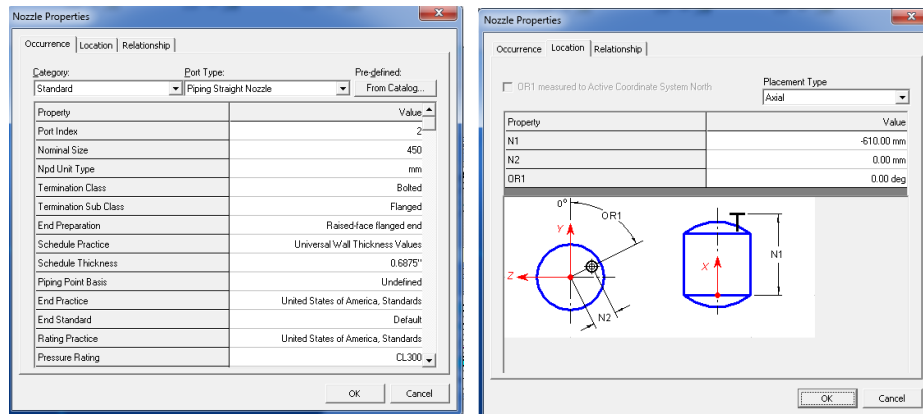 Nozzle Properties
Occurrence Location Relationship
Category: Port Type: Pre-defined:
Standard Piping Straight Nozzle From Catalog...
Property Value
Port Index 2
Nominal Size 450
Npd Unit Type mm
Termination Class Bolted
Termination Sub Class Flanged
End Preparation Raised-face flanged end
Schedule Practice Universal Wall Thickness Values
Schedule Thickness 0.6875"
Piping Point Basis Undefined
End Practice United States of America, Standards
End Standard Default
Rating Practice United States of America, Standards
Pressure Rating CL300
OK Cancel
Nozzle Properties
Occurrence Location Relationship
OR1 measured to Active Coordinate System North
Placement Type
Axial
Property Value
N1 -610.00 mm
N2 0.00 mm
OR1 0.00 deg
0° OR1
Y
Z
N2
X
N1
OK Cancel